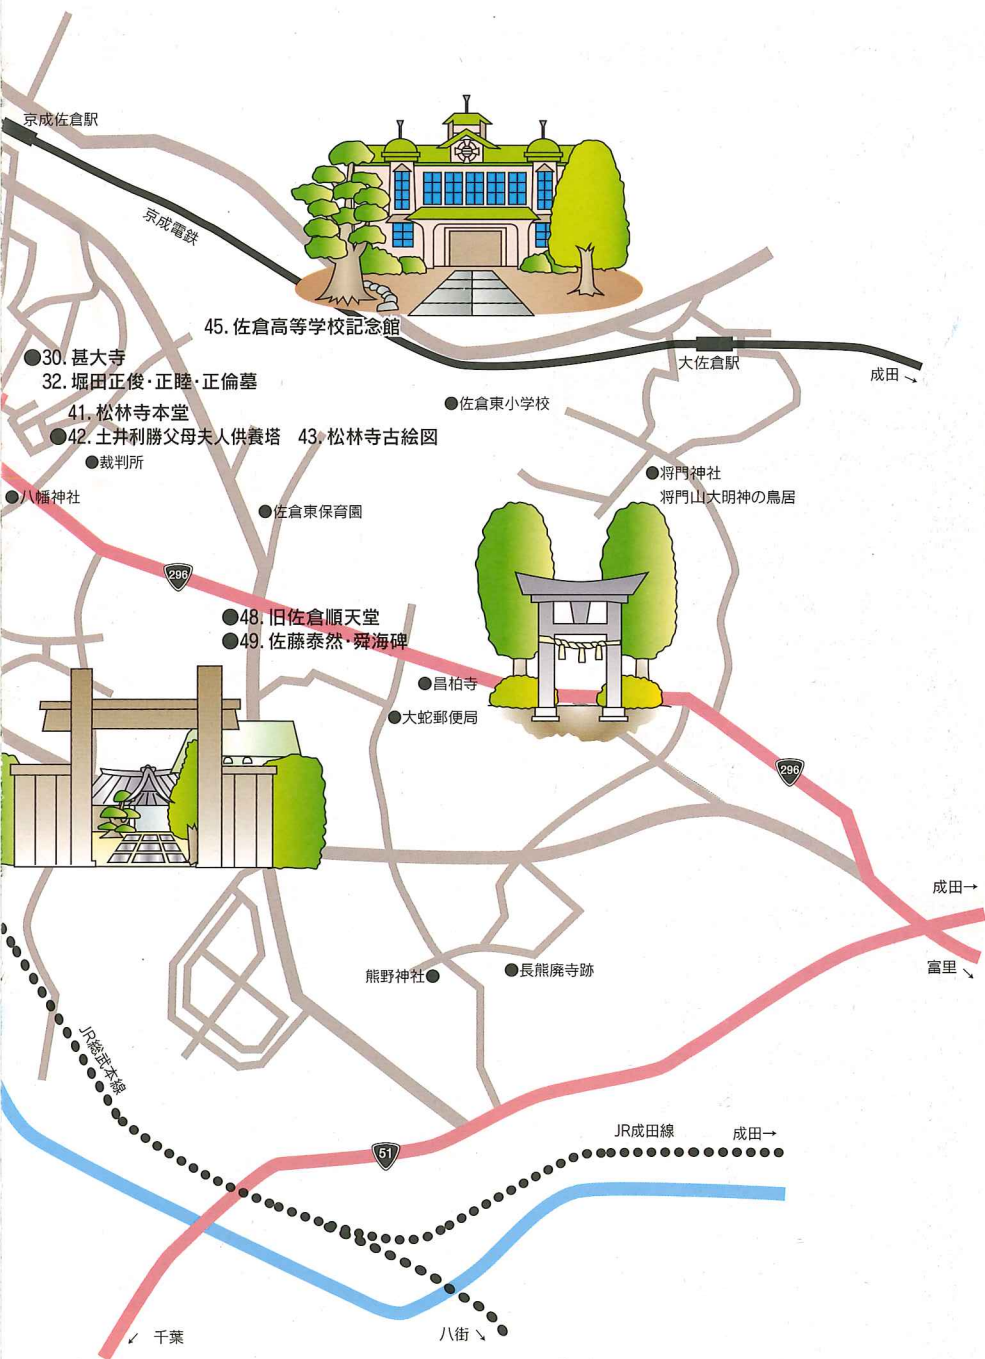 京成佐倉駅
京成電鉄
45. 佐倉高等学校記念館
●30. 甚大寺
32. 堀田正俊・正睦・正倫墓
大佐倉駅
成田↘
41. 松林寺本堂
●佐倉東小学校
●42. 土井利勝父母夫人供養塔　43. 松林寺古絵図
●裁判所
●将門神社
将門山大明神の鳥居
●八幡神社
●佐倉東保育園
296
●48. 旧佐倉順天堂
●49. 佐藤泰然・舜海碑
●昌柏寺
●大蛇郵便局
296
成田→
熊野神社●
●長熊廃寺跡
富里↘
JR総武本線
51
JR成田線
成田→
↙ 千葉
八街↘